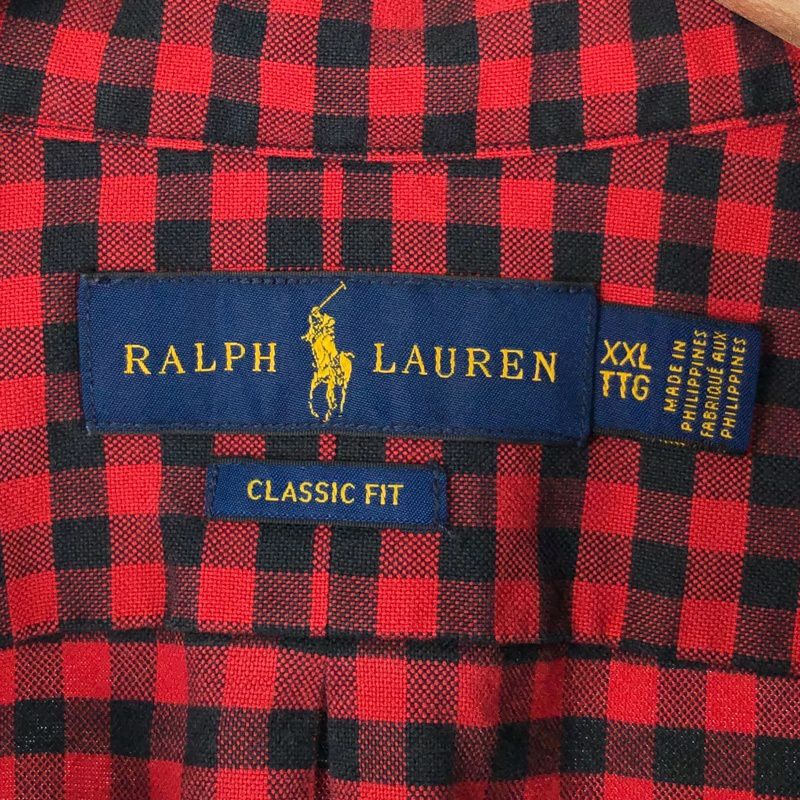 RALPH LAUREN
XXL
TTG
MADE IN
PHILIPPINES
FABRIQUÉ AUX
PHILIPPINES
CLASSIC FIT